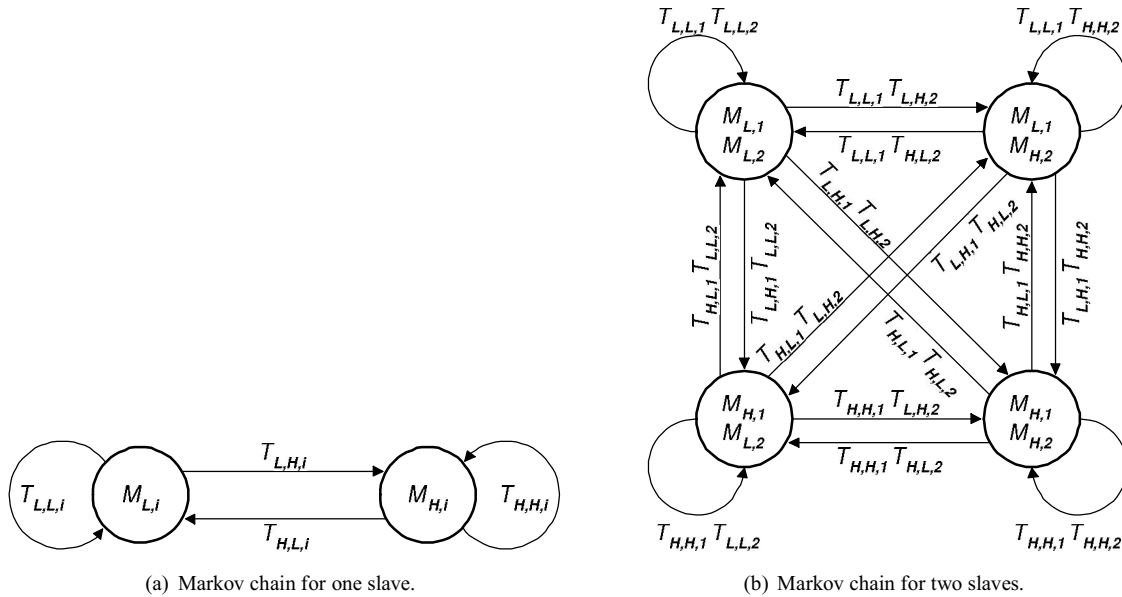 T_{L,L,1} T_{L,L,2}
T_{L,L,1} T_{H,H,2}
M_{L,1}
M_{L,2}
T_{L,L,1} T_{L,H,2}
T_{L,L,1} T_{H,L,2}
M_{L,1}
M_{H,2}
T_{H,L,1} T_{L,L,2}
T_{L,H,1} T_{L,L,2}
T_{L,H,1} T_{L,H,2}
T_{L,H,1} T_{H,L,2}
T_{H,L,1} T_{L,H,2}
T_{H,L,1} T_{H,L,2}
T_{H,L,1} T_{H,H,2}
T_{L,H,1} T_{H,H,2}
M_{H,1}
M_{L,2}
T_{H,H,1} T_{L,H,2}
T_{H,H,1} T_{H,L,2}
M_{H,1}
M_{H,2}
T_{H,H,1} T_{L,L,2}
T_{H,H,1} T_{H,H,2}
T_{L,L,i}
M_{L,i}
T_{L,H,i}
T_{H,L,i}
M_{H,i}
T_{H,H,i}
(a) Markov chain for one slave.
(b) Markov chain for two slaves.